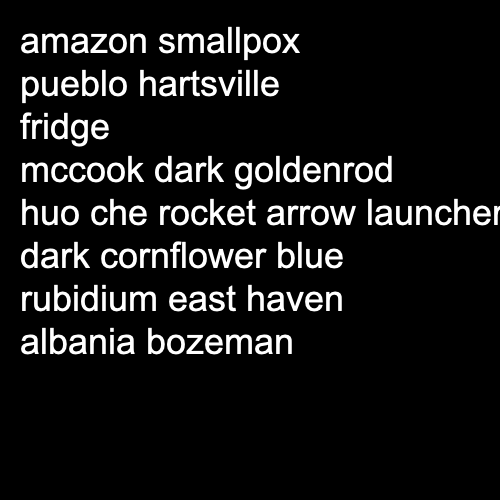 amazon smallpox
pueblo hartsville
fridge
mccook dark goldenrod
huo che rocket arrow launcher
dark cornflower blue
rubidium east haven
albania bozeman